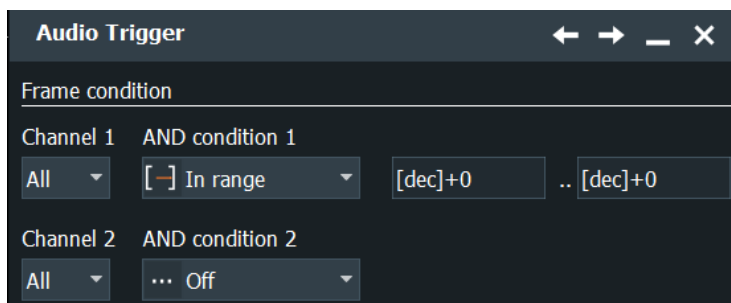 Audio Trigger
Frame condition
Channel 1 AND condition 1
All In range [dec]+0 .. [dec]+0
Channel 2 AND condition 2
All ... Off